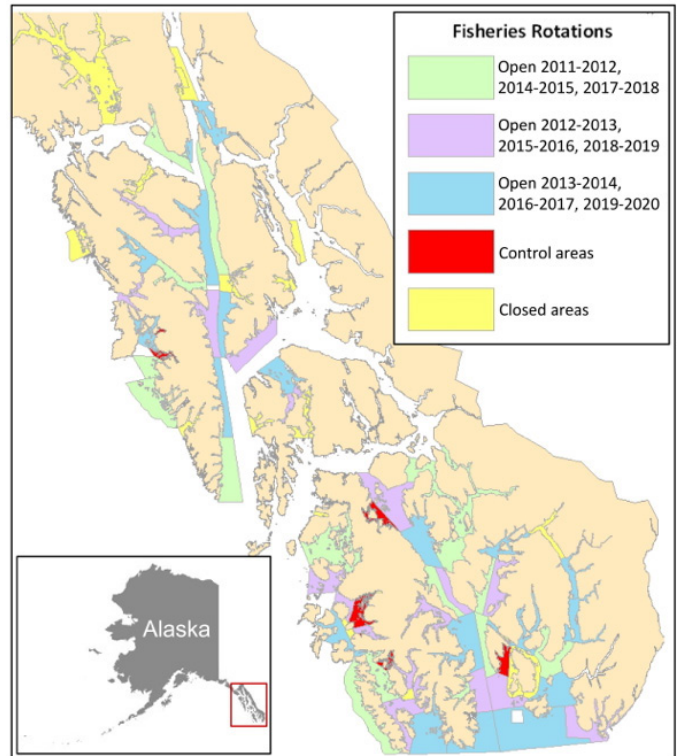 Fisheries Rotations
Open 2011-2012,
2014-2015, 2017-2018
Open 2012-2013,
2015-2016, 2018-2019
Open 2013-2014,
2016-2017, 2019-2020
Control areas
Closed areas
Alaska